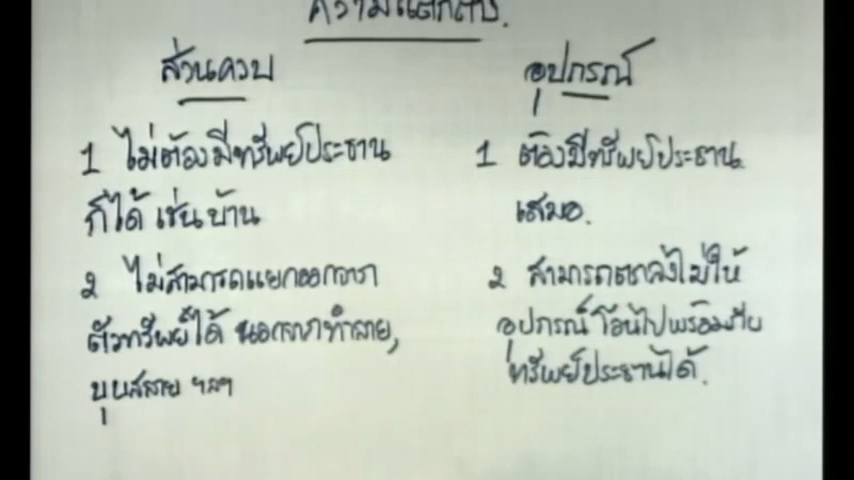 ความแตกต่าง.
ส่วนควบ
1 ไม่ต้องมีทรัพย์ประธาน
ก็ได้ เช่น บ้าน
2 ไม่สามารถแยกออกจาก
ตัวทรัพย์ได้ นอกจากทำลาย,
บุบสลาย ฯลฯ
อุปกรณ์
1 ต้องมีทรัพย์ประธาน
เสมอ.
2 สามารถตกลงไม่ให้
อุปกรณ์โอนไปพร้อมกับ
ทรัพย์ประธานได้.